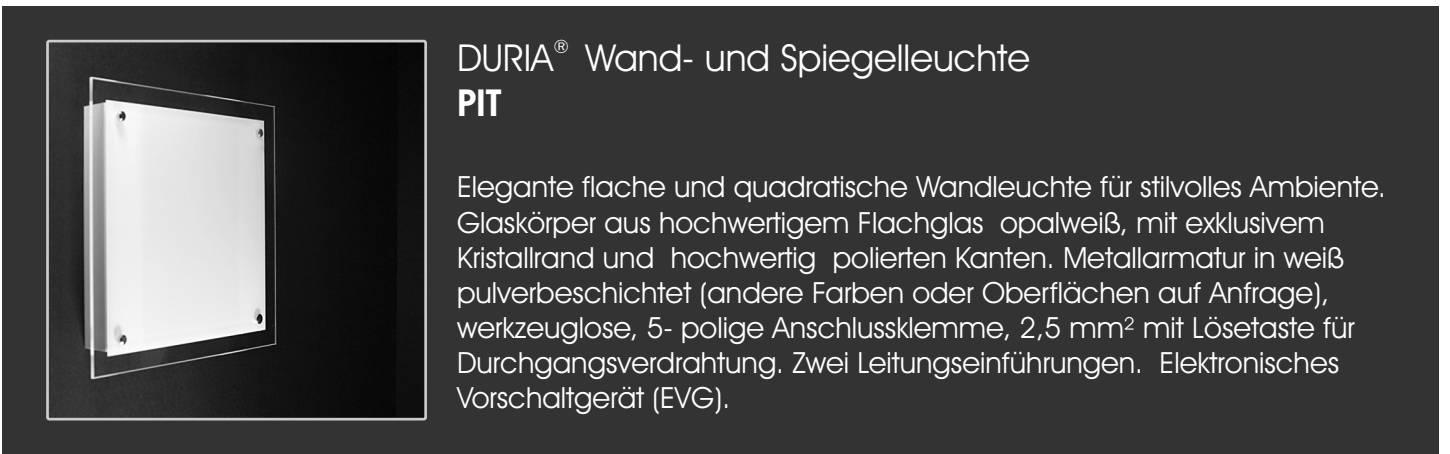 DURIA® Wand- und Spiegelleuchte
PIT
Elegante flache und quadratische Wandleuchte für stilvolles Ambiente.
Glaskörper aus hochwertigem Flachglas  opalweiß, mit exklusivem
Kristallrand und  hochwertig  polierten Kanten. Metallarmatur in weiß
pulverbeschichtet (andere Farben oder Oberflächen auf Anfrage),
werkzeuglose, 5- polige Anschlussklemme, 2,5 mm² mit Lösetaste für
Durchgangsverdrahtung. Zwei Leitungseinführungen.  Elektronisches
Vorschaltgerät (EVG).